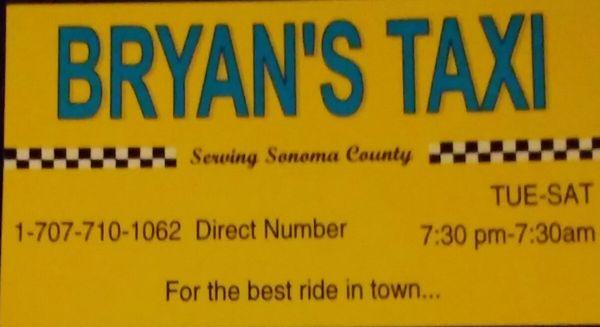 BRYAN'S TAXI
Serving Sonoma County
TUE-SAT
1-707-710-1062 Direct Number 7:30 pm-7:30am
For the best ride in town...